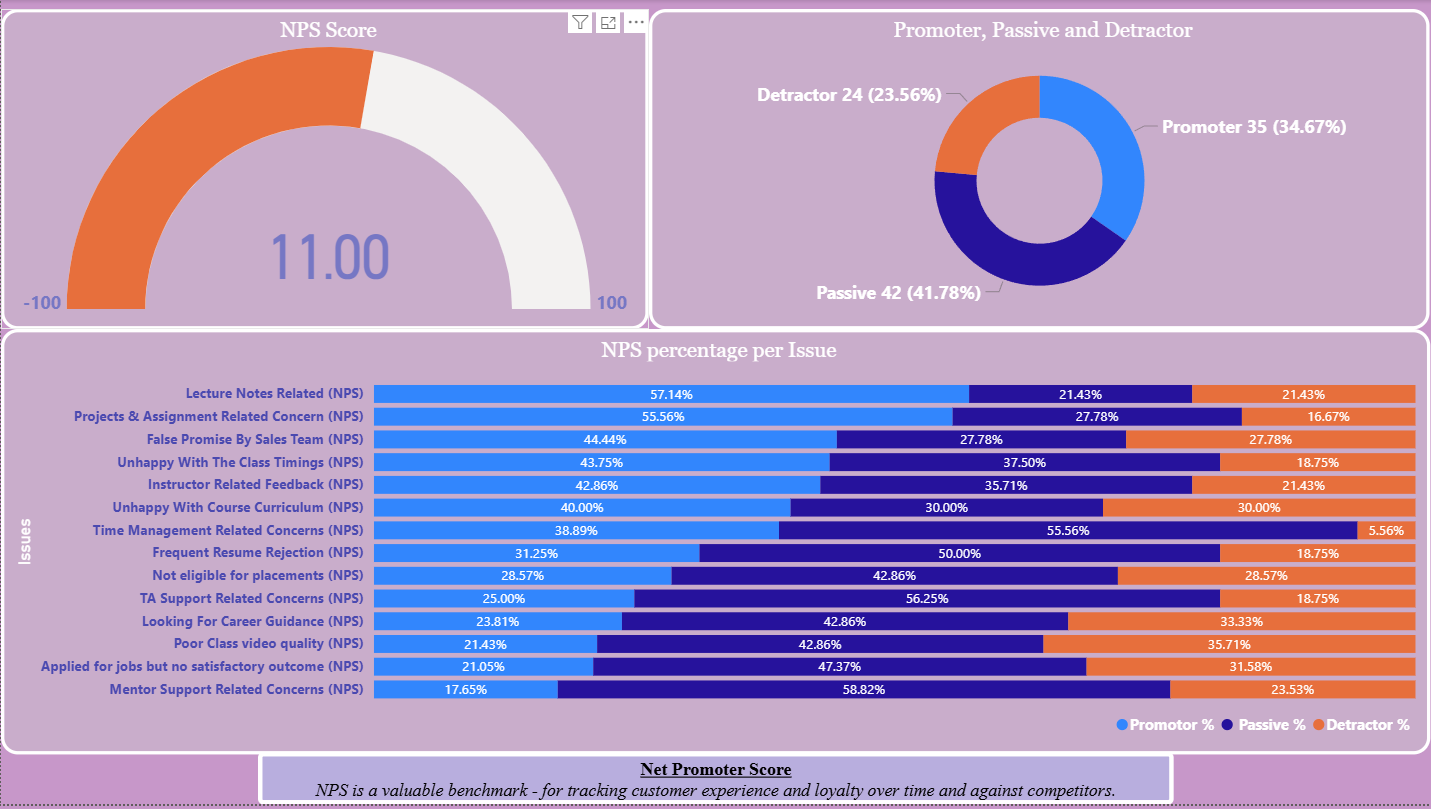 NPS Score
11.00
-100
100
Promoter, Passive and Detractor
Detractor 24 (23.56%)
Promoter 35 (34.67%)
Passive 42 (41.78%)
NPS percentage per Issue
Issues
Lecture Notes Related (NPS) 57.14% 21.43% 21.43%
Projects & Assignment Related Concern (NPS) 55.56% 27.78% 16.67%
False Promise By Sales Team (NPS) 44.44% 27.78% 27.78%
Unhappy With The Class Timings (NPS) 43.75% 37.50% 18.75%
Instructor Related Feedback (NPS) 42.86% 35.71% 21.43%
Unhappy With Course Curriculum (NPS) 40.00% 30.00% 30.00%
Time Management Related Concerns (NPS) 38.89% 55.56% 5.56%
Frequent Resume Rejection (NPS) 31.25% 50.00% 18.75%
Not eligible for placements (NPS) 28.57% 42.86% 28.57%
TA Support Related Concerns (NPS) 25.00% 56.25% 18.75%
Looking For Career Guidance (NPS) 23.81% 42.86% 33.33%
Poor Class video quality (NPS) 21.43% 42.86% 35.71%
Applied for jobs but no satisfactory outcome (NPS) 21.05% 47.37% 31.58%
Mentor Support Related Concerns (NPS) 17.65% 58.82% 23.53%
Promotor % Passive % Detractor %
Net Promoter Score
NPS is a valuable benchmark - for tracking customer experience and loyalty over time and against competitors.